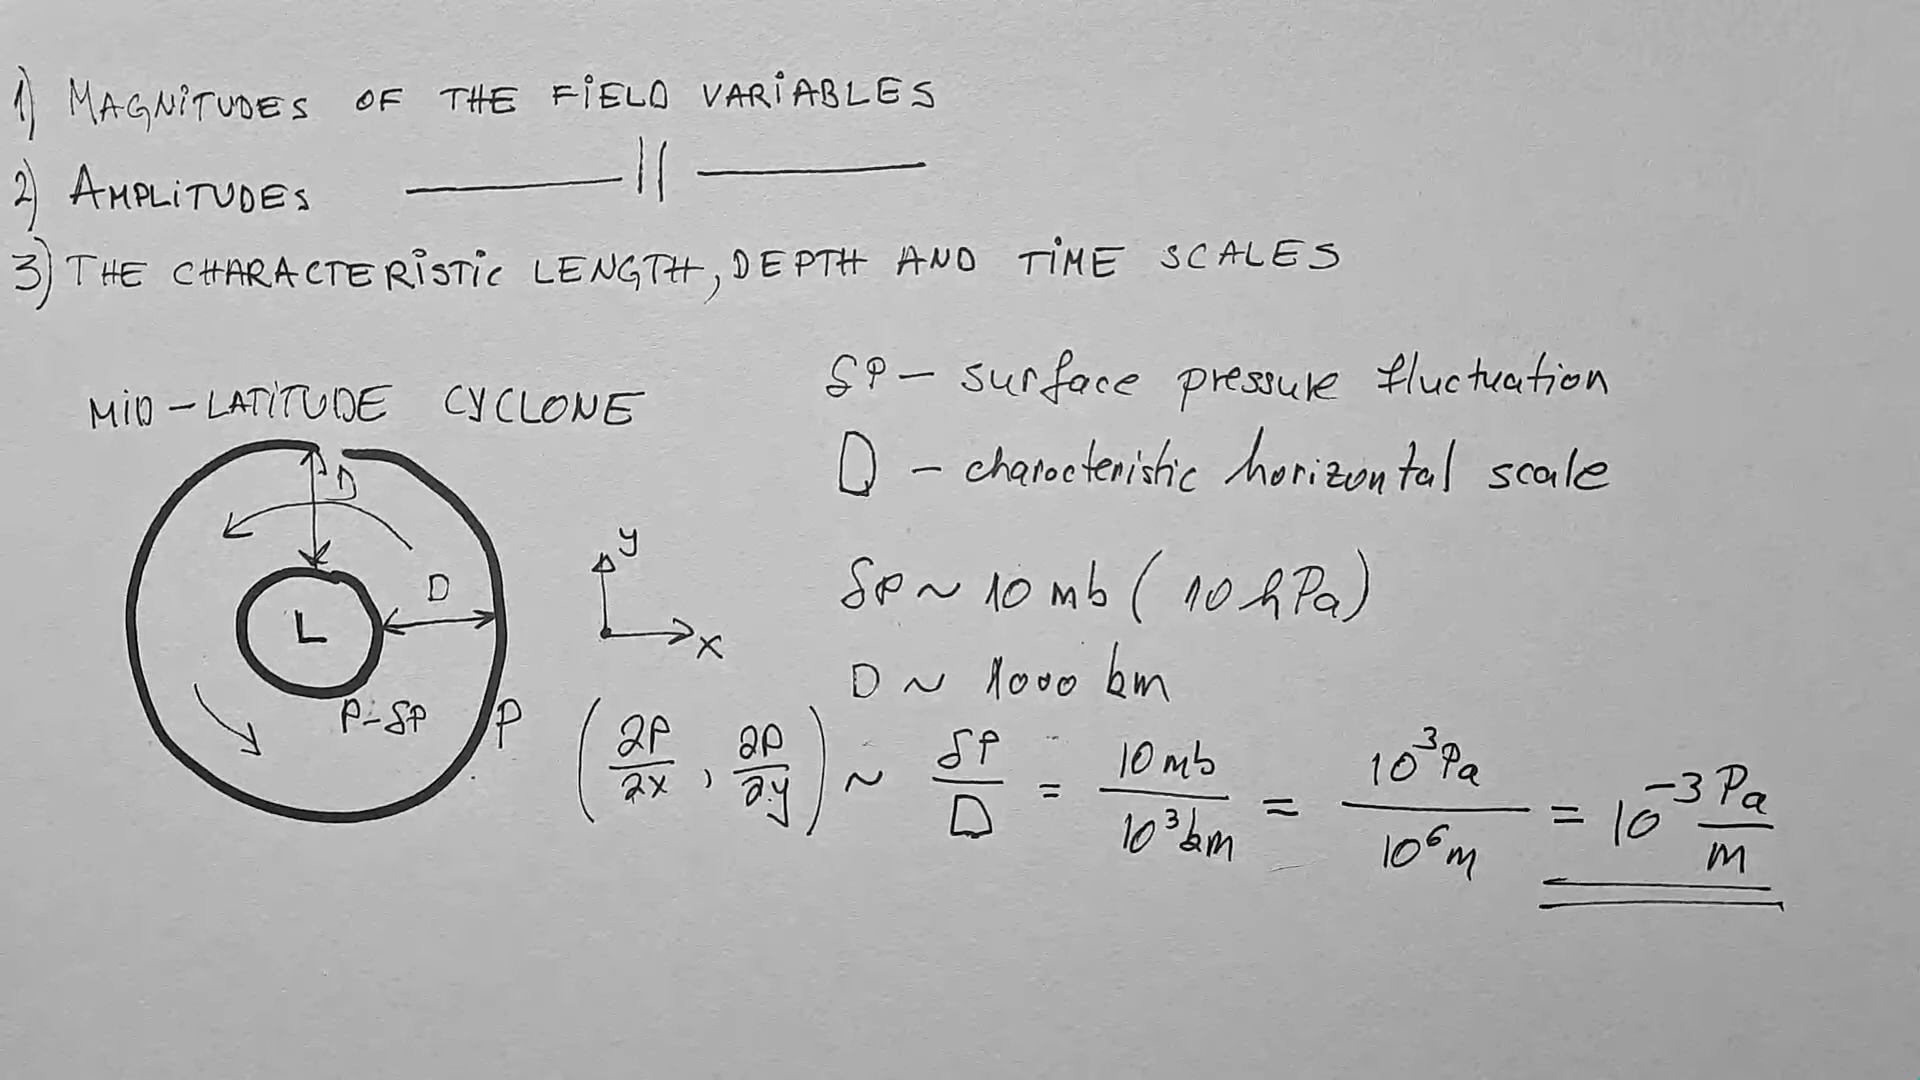 1) MAGNITUDES OF THE FIELD VARIABLES
2) AMPLITUDES —— || ——
3) THE CHARACTERISTIC LENGTH, DEPTH AND TIME SCALES
MID-LATITUDE CYCLONE
D
D
L
P-δP
P
y
x
δP – surface pressure fluctuation
D – characteristic horizontal scale
δP ~ 10 mb (10 hPa)
D ~ 1000 km
(∂P/∂x, ∂P/∂y) ~ δP/D = 10 mb/10³ km = 10³ Pa/10⁶ m = 10⁻³ Pa/m